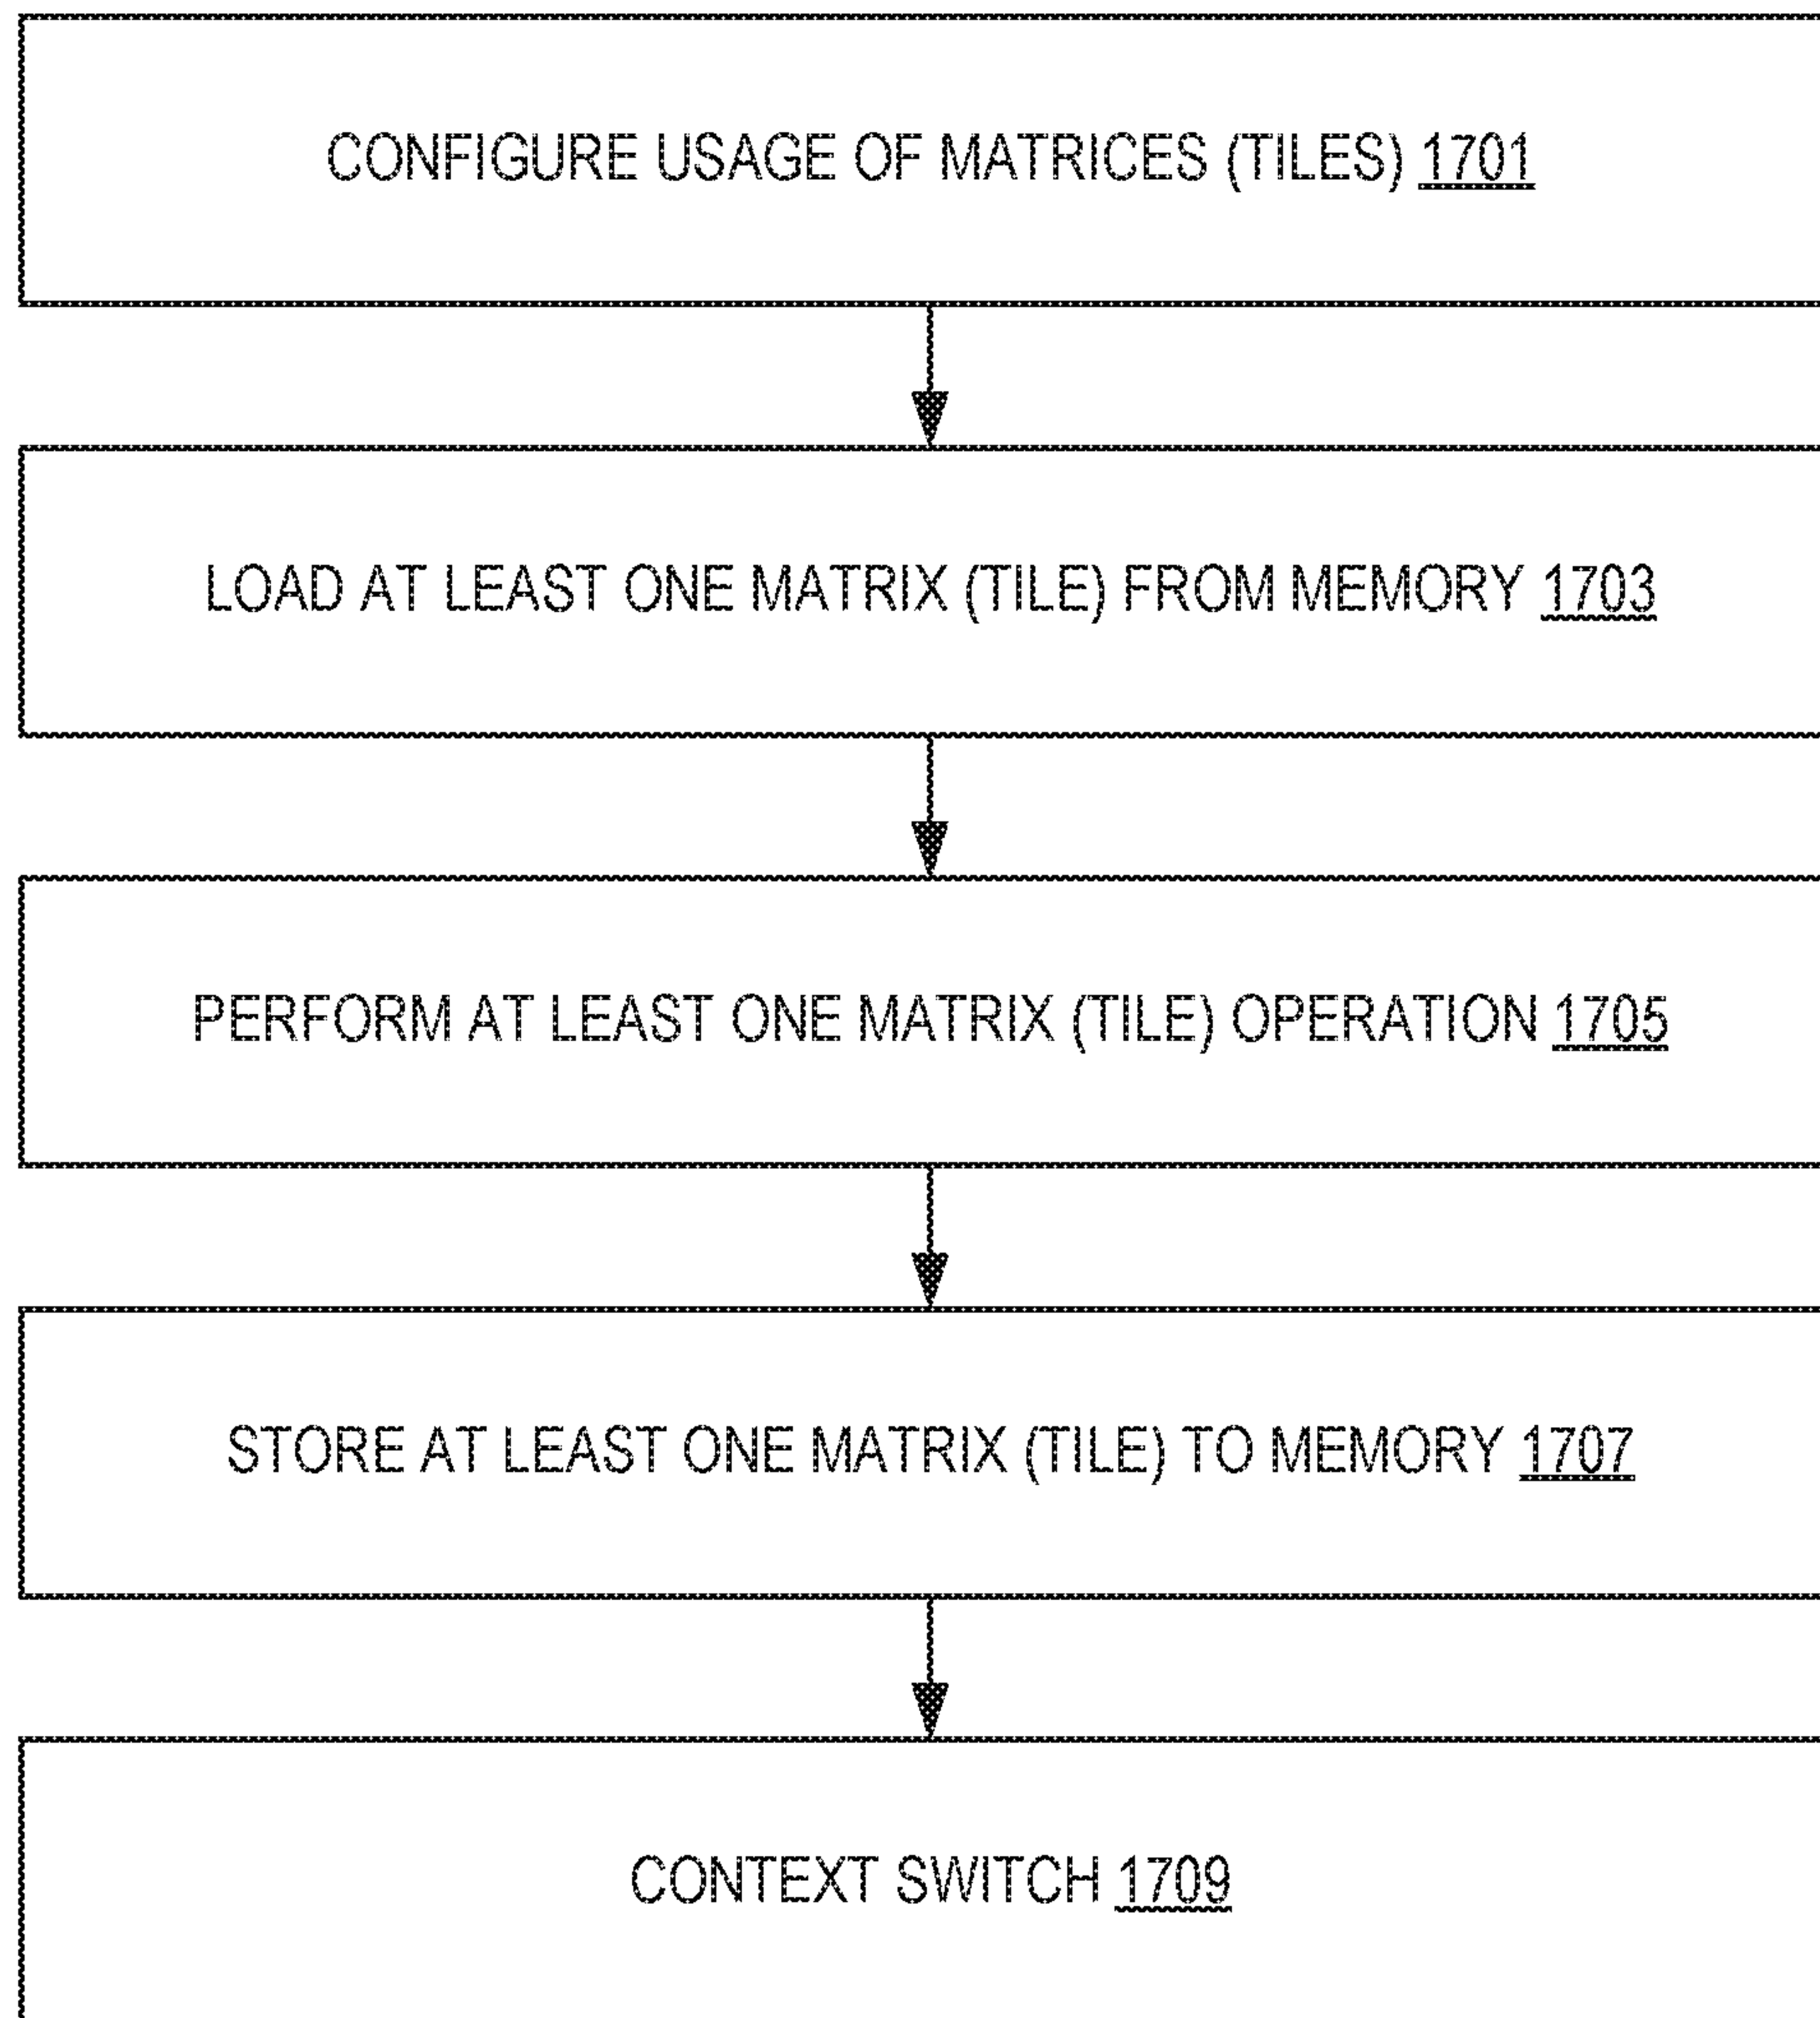 CONFIGURE USAGE OF MATRICES (TILES) 1701
LOAD AT LEAST ONE MATRIX (TILE) FROM MEMORY 1703
PERFORM AT LEAST ONE MATRIX (TILE) OPERATION 1705
STORE AT LEAST ONE MATRIX (TILE) TO MEMORY 1707
CONTEXT SWITCH 1709